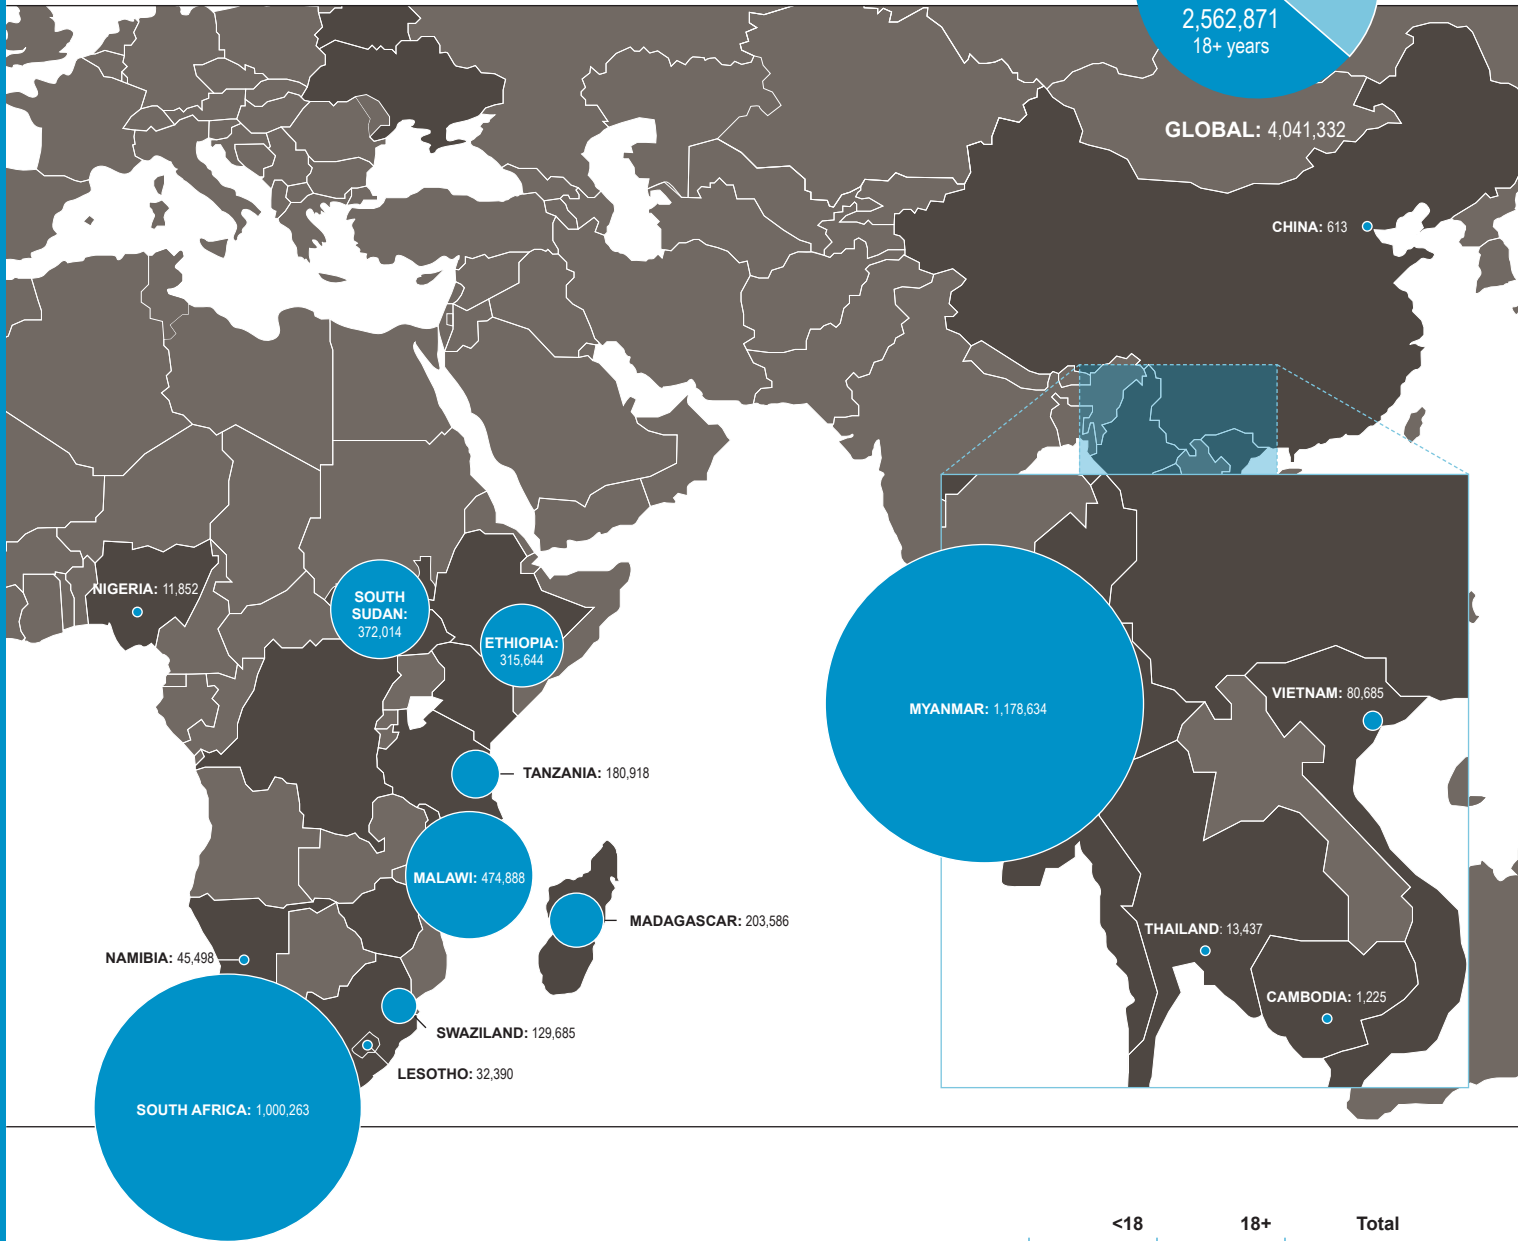 2,562,871
18+ years
GLOBAL: 4,041,332
CHINA: 613
NIGERIA: 11,852
SOUTH
SUDAN:
372,014
ETHIOPIA:
315,644
MYANMAR: 1,178,634
VIETNAM: 80,685
TANZANIA: 180,918
MALAWI: 474,888
MADAGASCAR: 203,586
THAILAND: 13,437
NAMIBIA: 45,498
CAMBODIA: 1,225
SWAZILAND: 129,685
LESOTHO: 32,390
SOUTH AFRICA: 1,000,263
<18 18+ Total